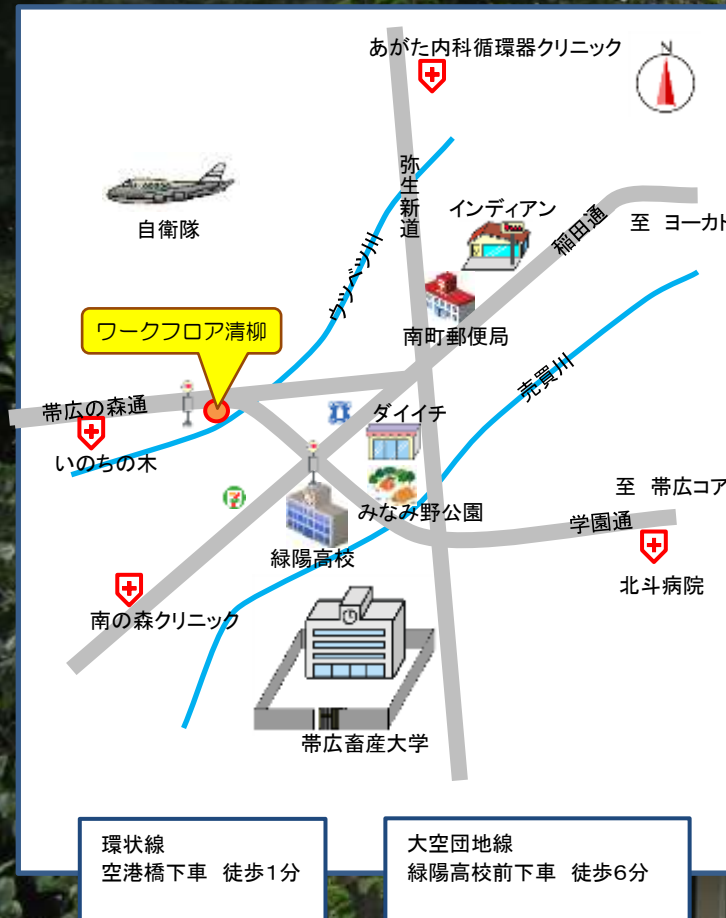 あがた内科循環器クリニック
N
弥生新道
インディアン
稲田通
至 ヨーカド
自衛隊
ウツベツ川
南町郵便局
ワークフロア清柳
売買川
帯広の森通
ダイイチ
いのちの木
至 帯広コア
みなみ野公園
学園通
緑陽高校
北斗病院
南の森クリニック
帯広畜産大学
環状線
空港橋下車 徒歩1分
大空団地線
緑陽高校前下車 徒歩6分